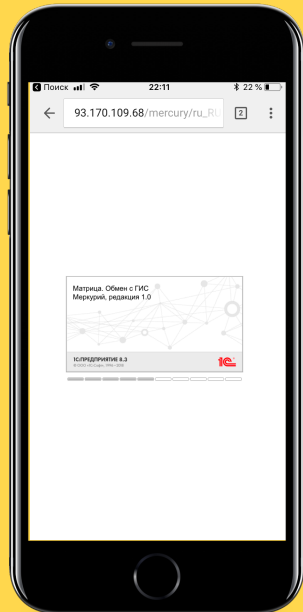 Поиск 22:11 22 %
93.170.109.68/mercury/ru_RU 2
Матрица. Обмен с ГИС
Меркурий, редакция 1.0
1С:ПРЕДПРИЯТИЕ 8.3
1С